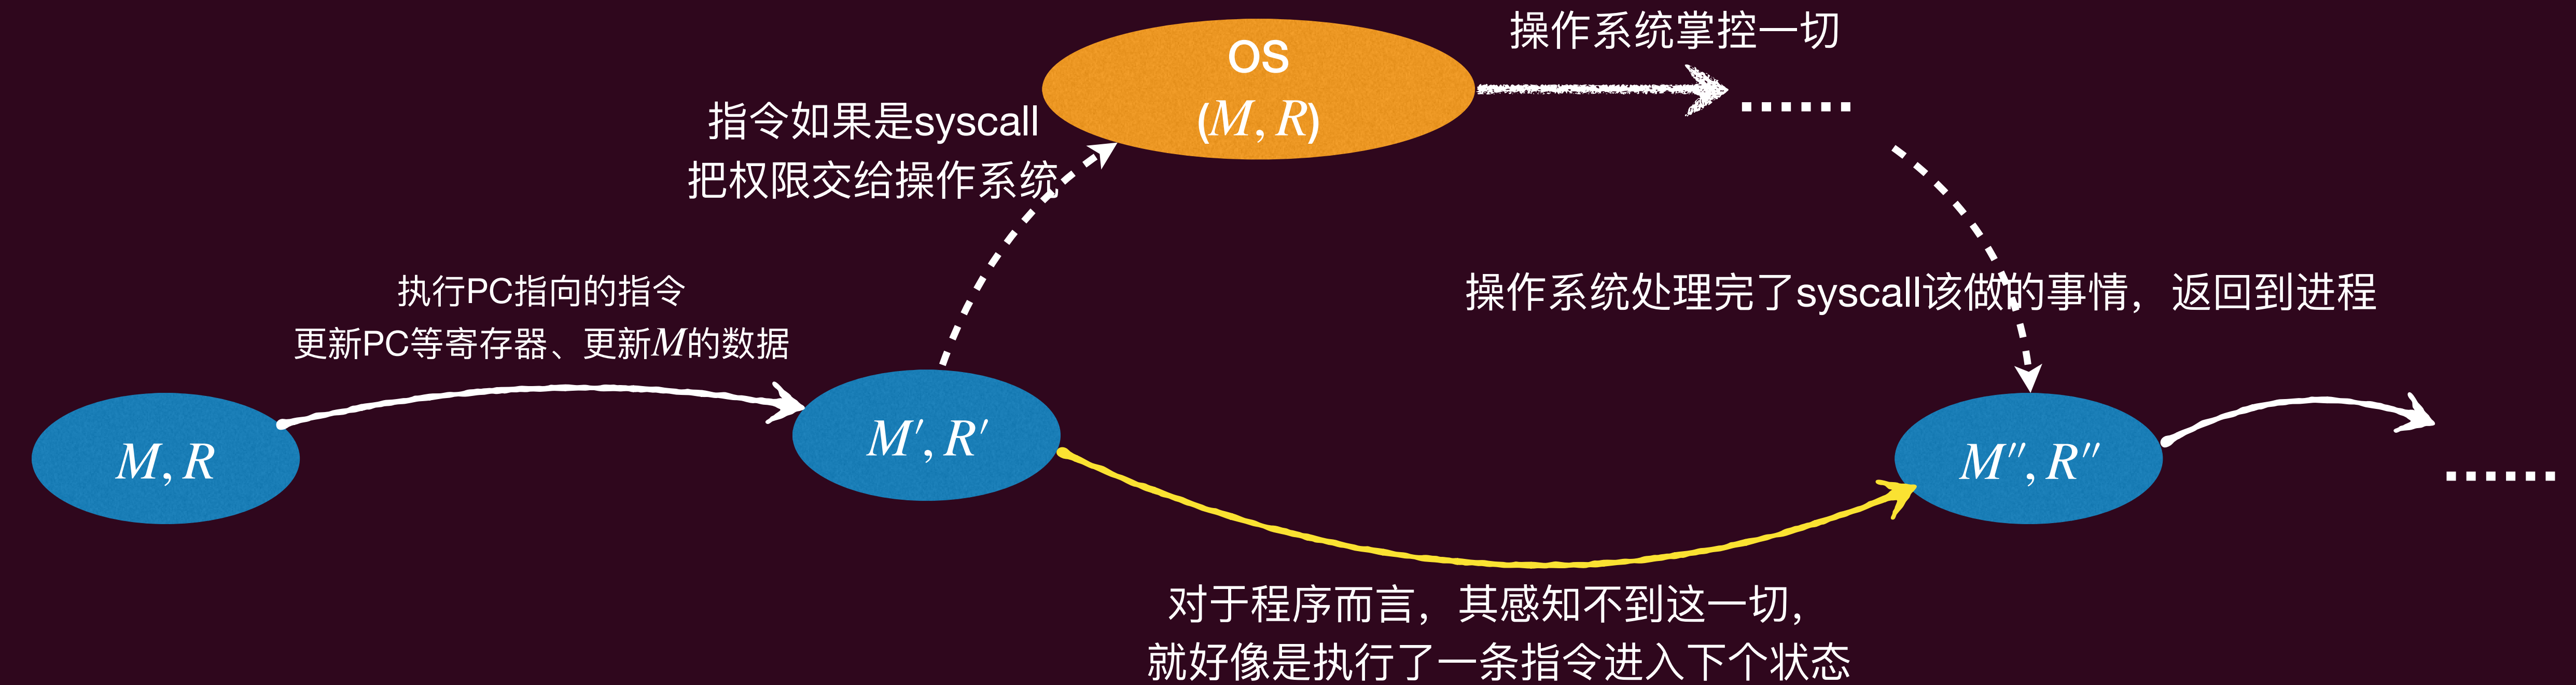 操作系统掌控一切
OS
(M, R)
......
指令如果是syscall
把权限交给操作系统
执行PC指向的指令
更新PC等寄存器、更新M的数据
操作系统处理完了syscall该做的事情，返回到进程
M, R
M′, R′
M″, R″
......
对于程序而言，其感知不到这一切，
就好像是执行了一条指令进入下个状态